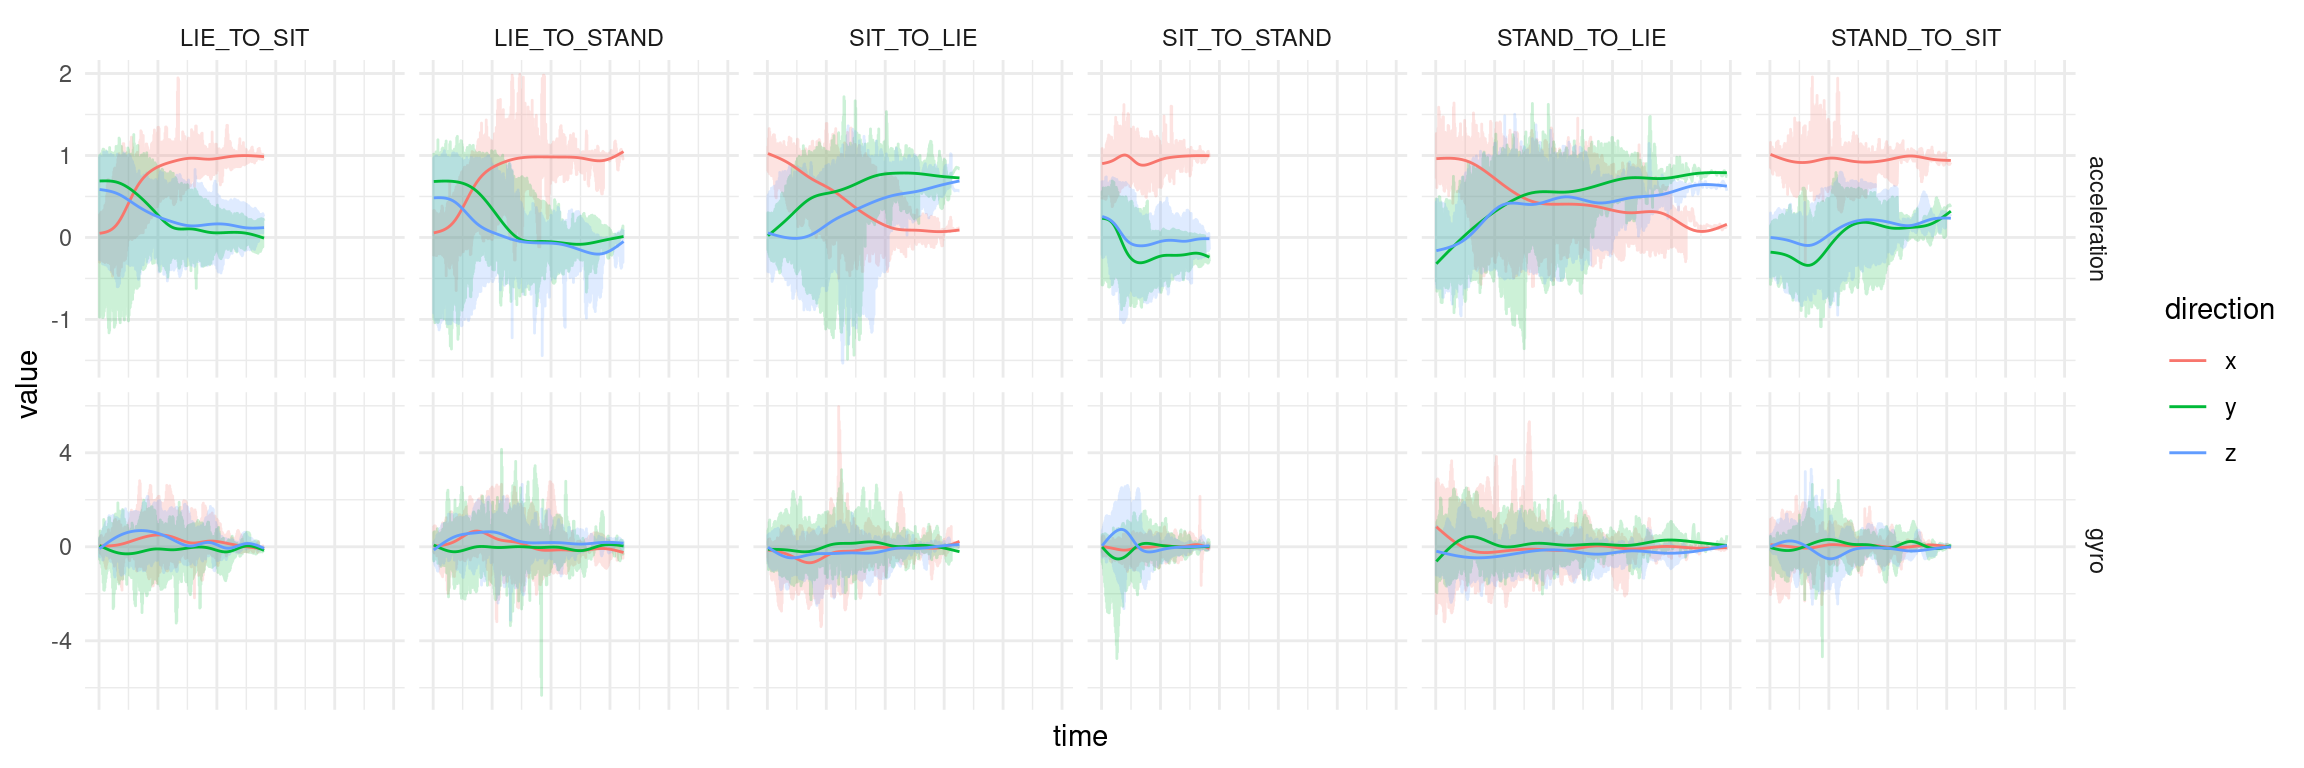 LIE_TO_SIT LIE_TO_STAND SIT_TO_LIE SIT_TO_STAND STAND_TO_LIE STAND_TO_SIT
2
1
0
-1
acceleration
4
0
-4
gyro
value
time
direction
x
y
z